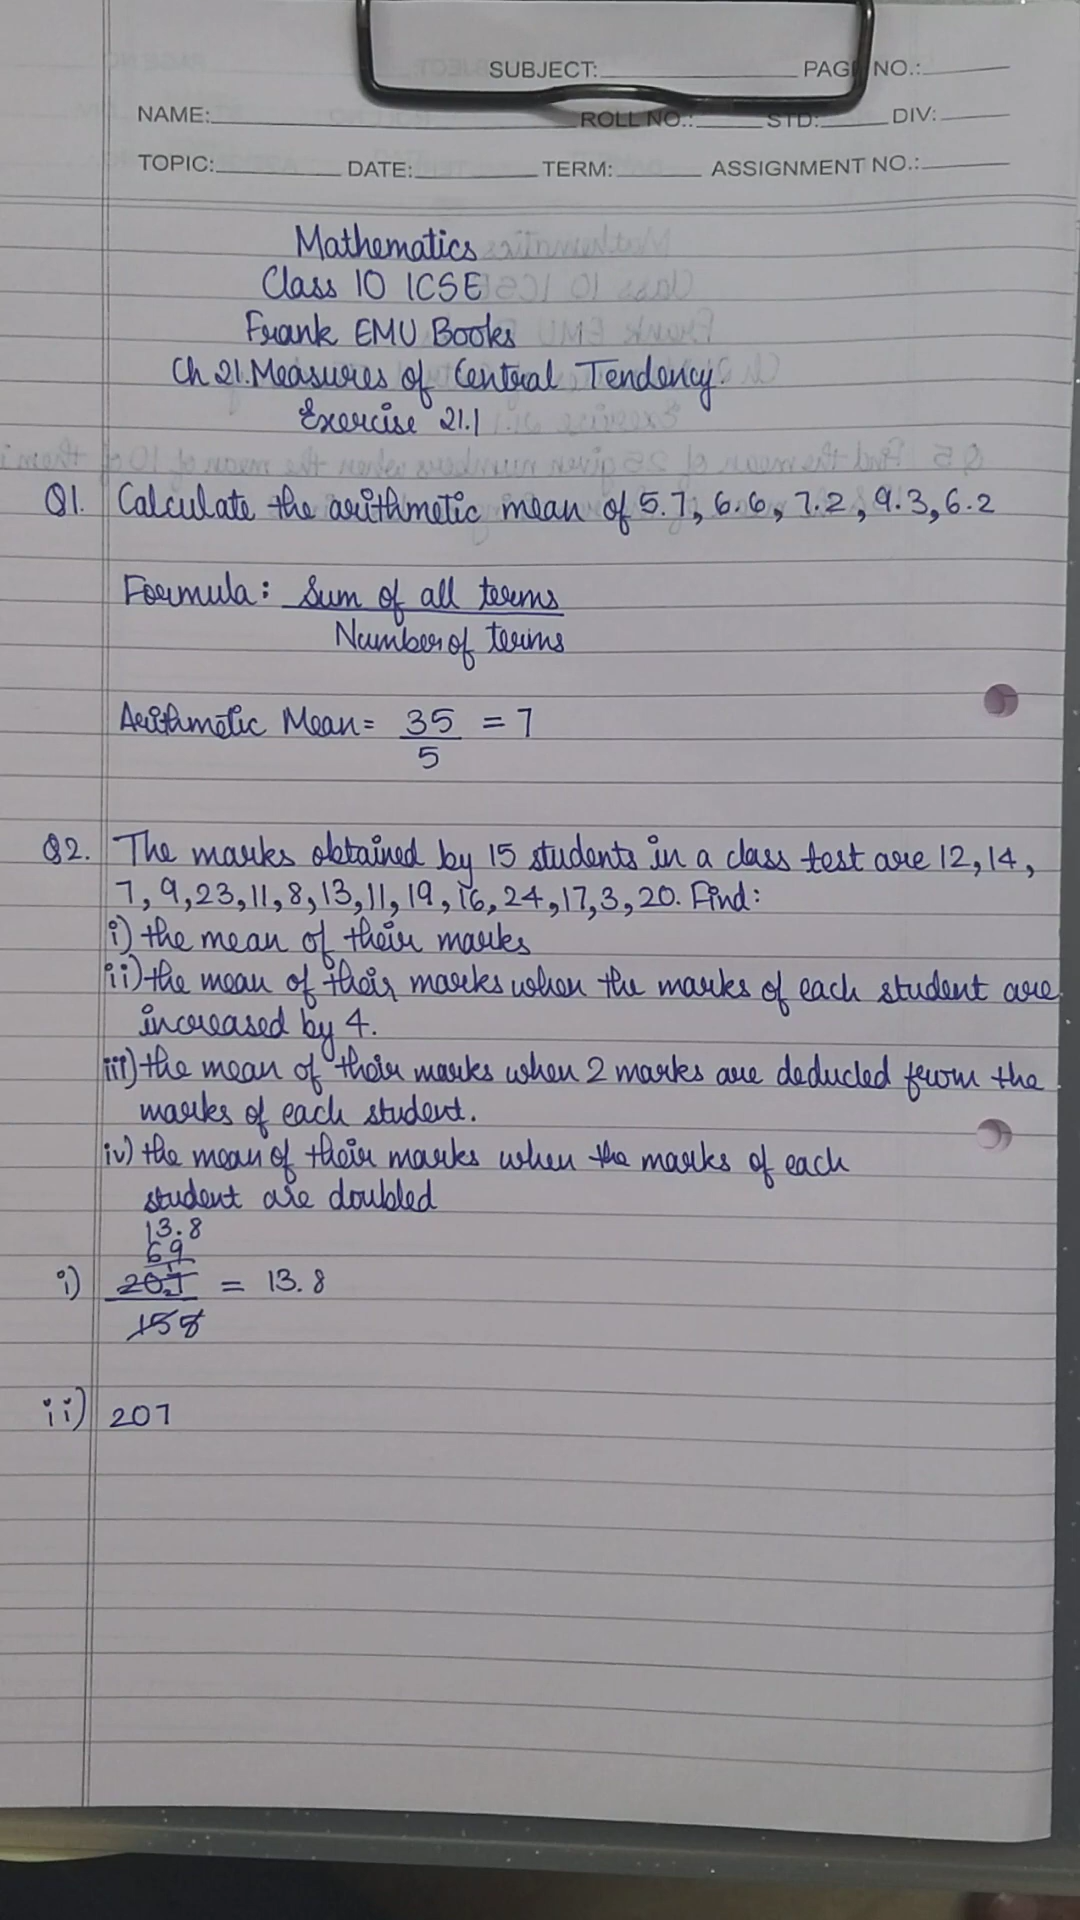 SUBJECT: PAGE NO.:
NAME: ROLL NO.: STD: DIV:
TOPIC: DATE: TERM: ASSIGNMENT NO.:
Mathematics
Class 10 ICSE
Frank EMU Books
Ch 21. Measures of Central Tendency
Exercise 21.1
Q1. Calculate the arithmetic mean of 5.7, 6.6, 7.2, 9.3, 6.2
Formula: Sum of all terms
Number of terms
Arithmetic Mean = 35 = 7
5
Q2. The marks obtained by 15 students in a class test are 12, 14,
7, 9, 23, 11, 8, 13, 11, 19, 16, 24, 17, 3, 20. Find:
i) the mean of their marks
ii) the mean of their marks when the marks of each student are
increased by 4.
iii) the mean of their marks when 2 marks are deducted from the
marks of each student.
iv) the mean of their marks when the marks of each
student are doubled
13.8
69
i) 207 = 13.8
15 5
ii) 207